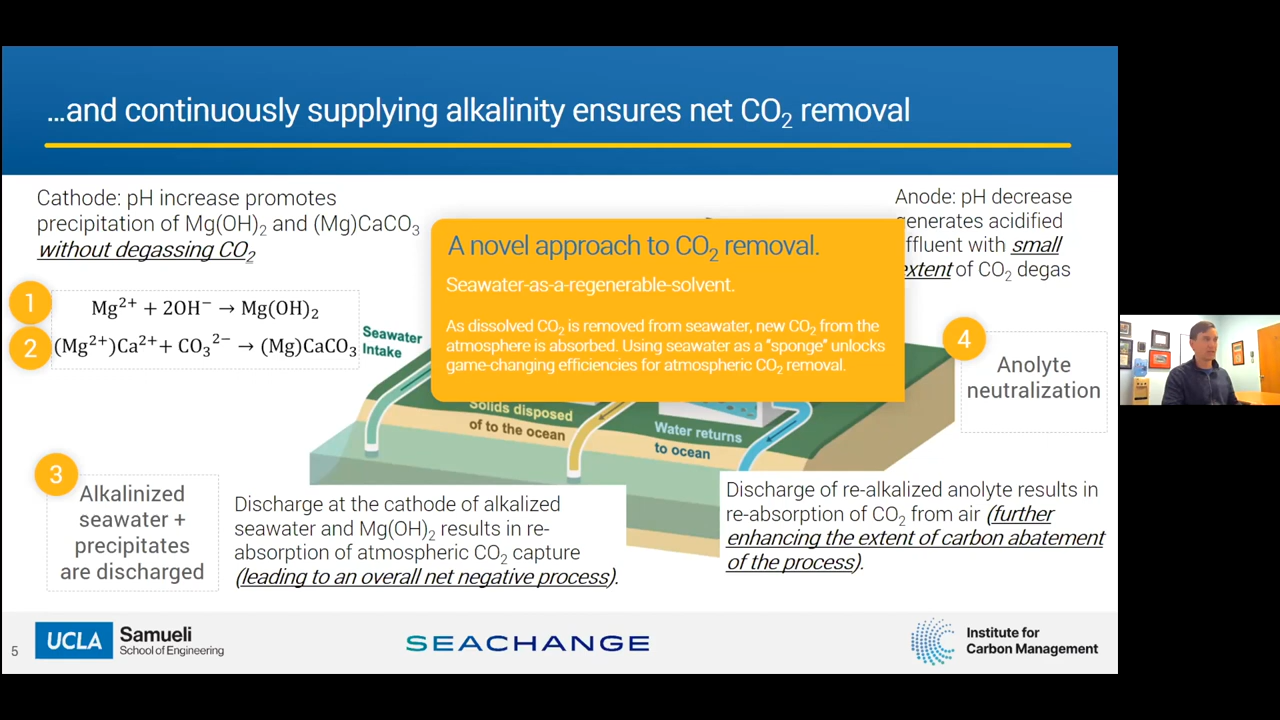 ...and continuously supplying alkalinity ensures net CO₂ removal
Cathode: pH increase promotes
precipitation of Mg(OH)₂ and (Mg)CaCO₃
without degassing CO₂
1
Mg²⁺ + 2OH⁻ → Mg(OH)₂
2
(Mg²⁺)Ca²⁺+ CO₃²⁻ → (Mg)CaCO₃
Seawater
Intake
A novel approach to CO₂ removal.
Seawater-as-a-regenerable-solvent.
As dissolved CO₂ is removed from seawater, new CO₂ from the
atmosphere is absorbed. Using seawater as a "sponge" unlocks
game-changing efficiencies for atmospheric CO₂ removal.
Anode: pH decrease
generates acidified
effluent with small
extent of CO₂ degas
4
Anolyte
neutralization
Solids disposed
of to the ocean
Water returns
to ocean
3
Alkalinized
seawater +
precipitates
are discharged
Discharge at the cathode of alkalized
seawater and Mg(OH)₂ results in re-
absorption of atmospheric CO₂ capture
(leading to an overall net negative process).
Discharge of re-alkalized anolyte results in
re-absorption of CO₂ from air (further
enhancing the extent of carbon abatement
of the process).
5
UCLA
Samueli
School of Engineering
SEACHANGE
Institute for
Carbon Management